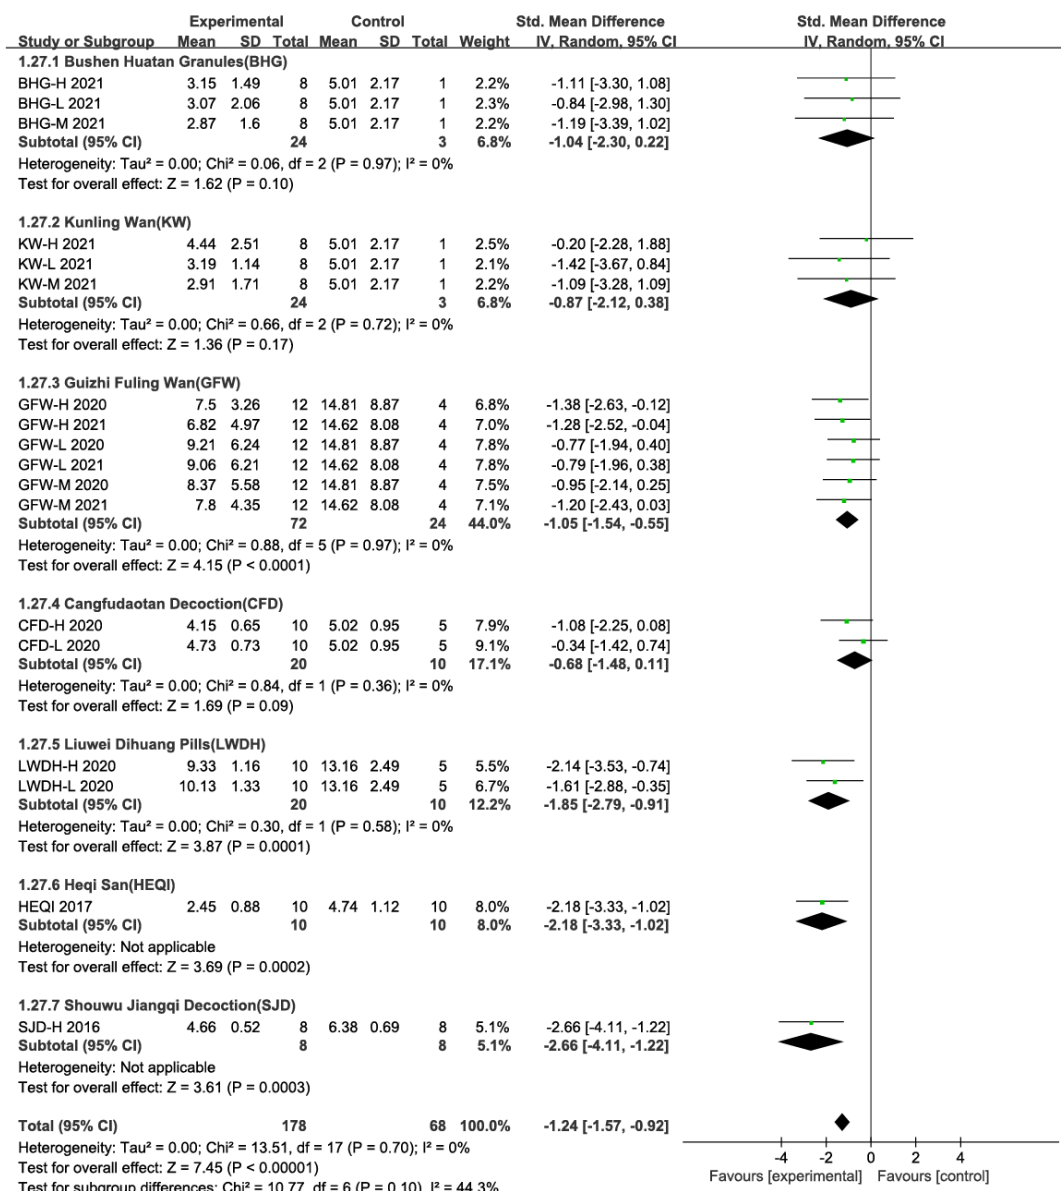 Experimental Control Std. Mean Difference Std. Mean Difference
Study or Subgroup Mean SD Total Mean SD Total Weight IV, Random, 95% CI IV, Random, 95% CI
1.27.1 Bushen Huatan Granules(BHG)
BHG-H 2021 3.15 1.49 8 5.01 2.17 1 2.2% -1.11 [-3.30, 1.08]
BHG-L 2021 3.07 2.06 8 5.01 2.17 1 2.3% -0.84 [-2.98, 1.30]
BHG-M 2021 2.87 1.6 8 5.01 2.17 1 2.2% -1.19 [-3.39, 1.02]
Subtotal (95% CI) 24 3 6.8% -1.04 [-2.30, 0.22]
Heterogeneity: Tau² = 0.00; Chi² = 0.06, df = 2 (P = 0.97); I² = 0%
Test for overall effect: Z = 1.62 (P = 0.10)
1.27.2 Kunling Wan(KW)
KW-H 2021 4.44 2.51 8 5.01 2.17 1 2.5% -0.20 [-2.28, 1.88]
KW-L 2021 3.19 1.14 8 5.01 2.17 1 2.1% -1.42 [-3.67, 0.84]
KW-M 2021 2.91 1.71 8 5.01 2.17 1 2.2% -1.09 [-3.28, 1.09]
Subtotal (95% CI) 24 3 6.8% -0.87 [-2.12, 0.38]
Heterogeneity: Tau² = 0.00; Chi² = 0.66, df = 2 (P = 0.72); I² = 0%
Test for overall effect: Z = 1.36 (P = 0.17)
1.27.3 Guizhi Fuling Wan(GFW)
GFW-H 2020 7.5 3.26 12 14.81 8.87 4 6.8% -1.38 [-2.63, -0.12]
GFW-H 2021 6.82 4.97 12 14.62 8.08 4 7.0% -1.28 [-2.52, -0.04]
GFW-L 2020 9.21 6.24 12 14.81 8.87 4 7.8% -0.77 [-1.94, 0.40]
GFW-L 2021 9.06 6.21 12 14.62 8.08 4 7.8% -0.79 [-1.96, 0.38]
GFW-M 2020 8.37 5.58 12 14.81 8.87 4 7.5% -0.95 [-2.14, 0.25]
GFW-M 2021 7.8 4.35 12 14.62 8.08 4 7.1% -1.20 [-2.43, 0.03]
Subtotal (95% CI) 72 24 44.0% -1.05 [-1.54, -0.55]
Heterogeneity: Tau² = 0.00; Chi² = 0.88, df = 5 (P = 0.97); I² = 0%
Test for overall effect: Z = 4.15 (P < 0.0001)
1.27.4 Cangfudaotan Decoction(CFD)
CFD-H 2020 4.15 0.65 10 5.02 0.95 5 7.9% -1.08 [-2.25, 0.08]
CFD-L 2020 4.73 0.73 10 5.02 0.95 5 9.1% -0.34 [-1.42, 0.74]
Subtotal (95% CI) 20 10 17.1% -0.68 [-1.48, 0.11]
Heterogeneity: Tau² = 0.00; Chi² = 0.84, df = 1 (P = 0.36); I² = 0%
Test for overall effect: Z = 1.69 (P = 0.09)
1.27.5 Liuwei Dihuang Pills(LWDH)
LWDH-H 2020 9.33 1.16 10 13.16 2.49 5 5.5% -2.14 [-3.53, -0.74]
LWDH-L 2020 10.13 1.33 10 13.16 2.49 5 6.7% -1.61 [-2.88, -0.35]
Subtotal (95% CI) 20 10 12.2% -1.85 [-2.79, -0.91]
Heterogeneity: Tau² = 0.00; Chi² = 0.30, df = 1 (P = 0.58); I² = 0%
Test for overall effect: Z = 3.87 (P = 0.0001)
1.27.6 Heqi San(HEQI)
HEQI 2017 2.45 0.88 10 4.74 1.12 10 8.0% -2.18 [-3.33, -1.02]
Subtotal (95% CI) 10 10 8.0% -2.18 [-3.33, -1.02]
Heterogeneity: Not applicable
Test for overall effect: Z = 3.69 (P = 0.0002)
1.27.7 Shouwu Jiangqi Decoction(SJD)
SJD-H 2016 4.66 0.52 8 6.38 0.69 8 5.1% -2.66 [-4.11, -1.22]
Subtotal (95% CI) 8 8 5.1% -2.66 [-4.11, -1.22]
Heterogeneity: Not applicable
Test for overall effect: Z = 3.61 (P = 0.0003)
Total (95% CI) 178 68 100.0% -1.24 [-1.57, -0.92]
Heterogeneity: Tau² = 0.00; Chi² = 13.51, df = 17 (P = 0.70); I² = 0%
Test for overall effect: Z = 7.45 (P < 0.00001)
Test for subgroup differences: Chi² = 10.77, df = 6 (P = 0.10), I² = 44.3%
-4 -2 0 2 4
Favours [experimental] Favours [control]